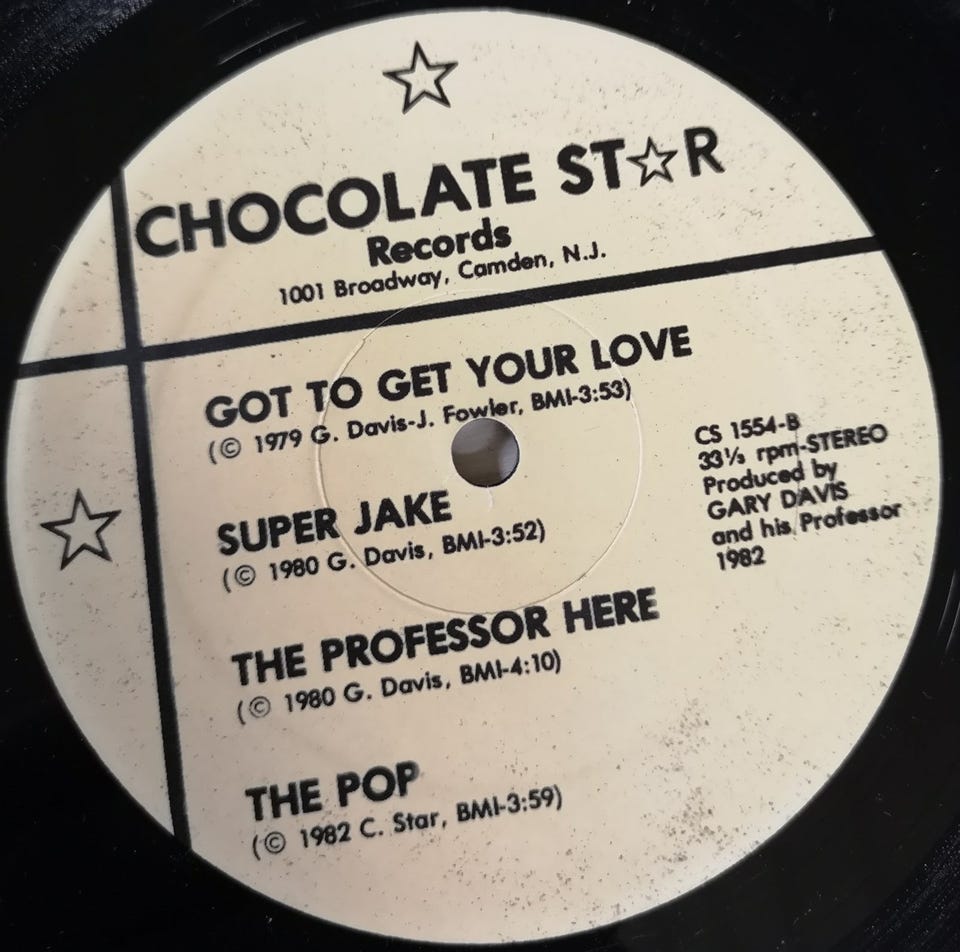 CHOCOLATE ST☆R
Records
1001 Broadway, Camden, N.J.
GOT TO GET YOUR LOVE
(© 1979 G. Davis-J. Fowler, BMI-3:53)
SUPER JAKE
(© 1980 G. Davis, BMI-3:52)
THE PROFESSOR HERE
(© 1980 G. Davis, BMI-4:10)
THE POP
(© 1982 C. Star, BMI-3:59)
CS 1554-B
33⅓ rpm-STEREO
Produced by
GARY DAVIS
and his Professor
1982